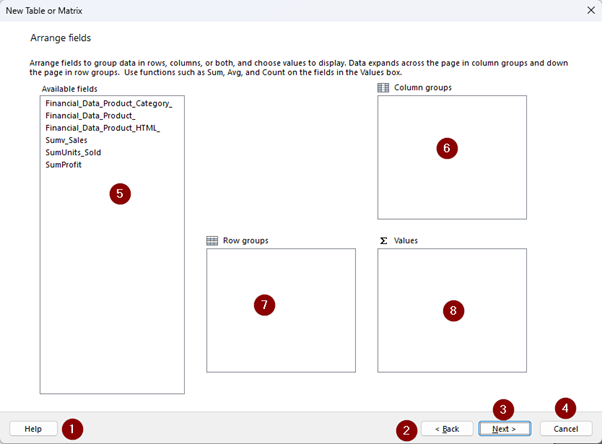 New Table or Matrix
Arrange fields
Arrange fields to group data in rows, columns, or both, and choose values to display. Data expands across the page in column groups and down
the page in row groups. Use functions such as Sum, Avg, and Count on the fields in the Values box.
Available fields
Financial_Data_Product_Category_
Financial_Data_Product_
Financial_Data_Product_HTML_
Sumv_Sales
SumUnits_Sold
SumProfit
5
Column groups
6
Row groups
7
Σ Values
8
Help
1
2
< Back
3
Next >
4
Cancel